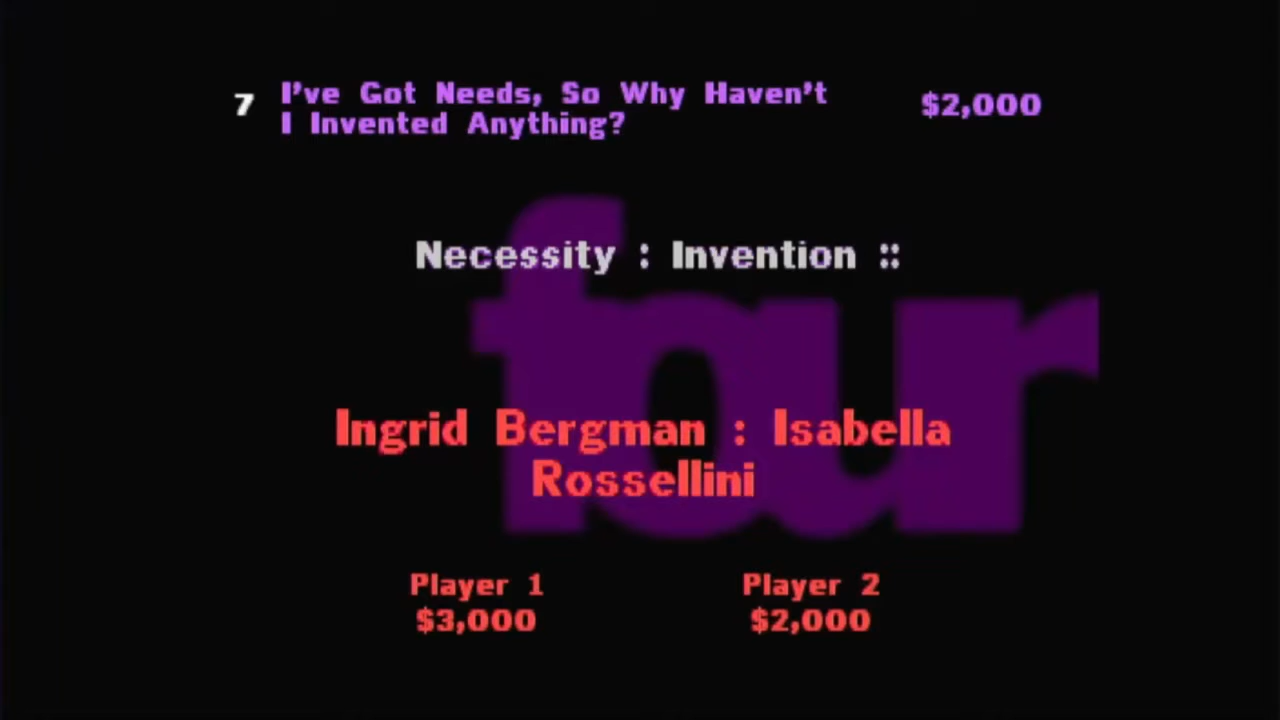 7 I've Got Needs, So Why Haven't $2,000
I Invented Anything?
Necessity : Invention ::
four
Ingrid Bergman : Isabella
Rossellini
Player 1 Player 2
$3,000 $2,000